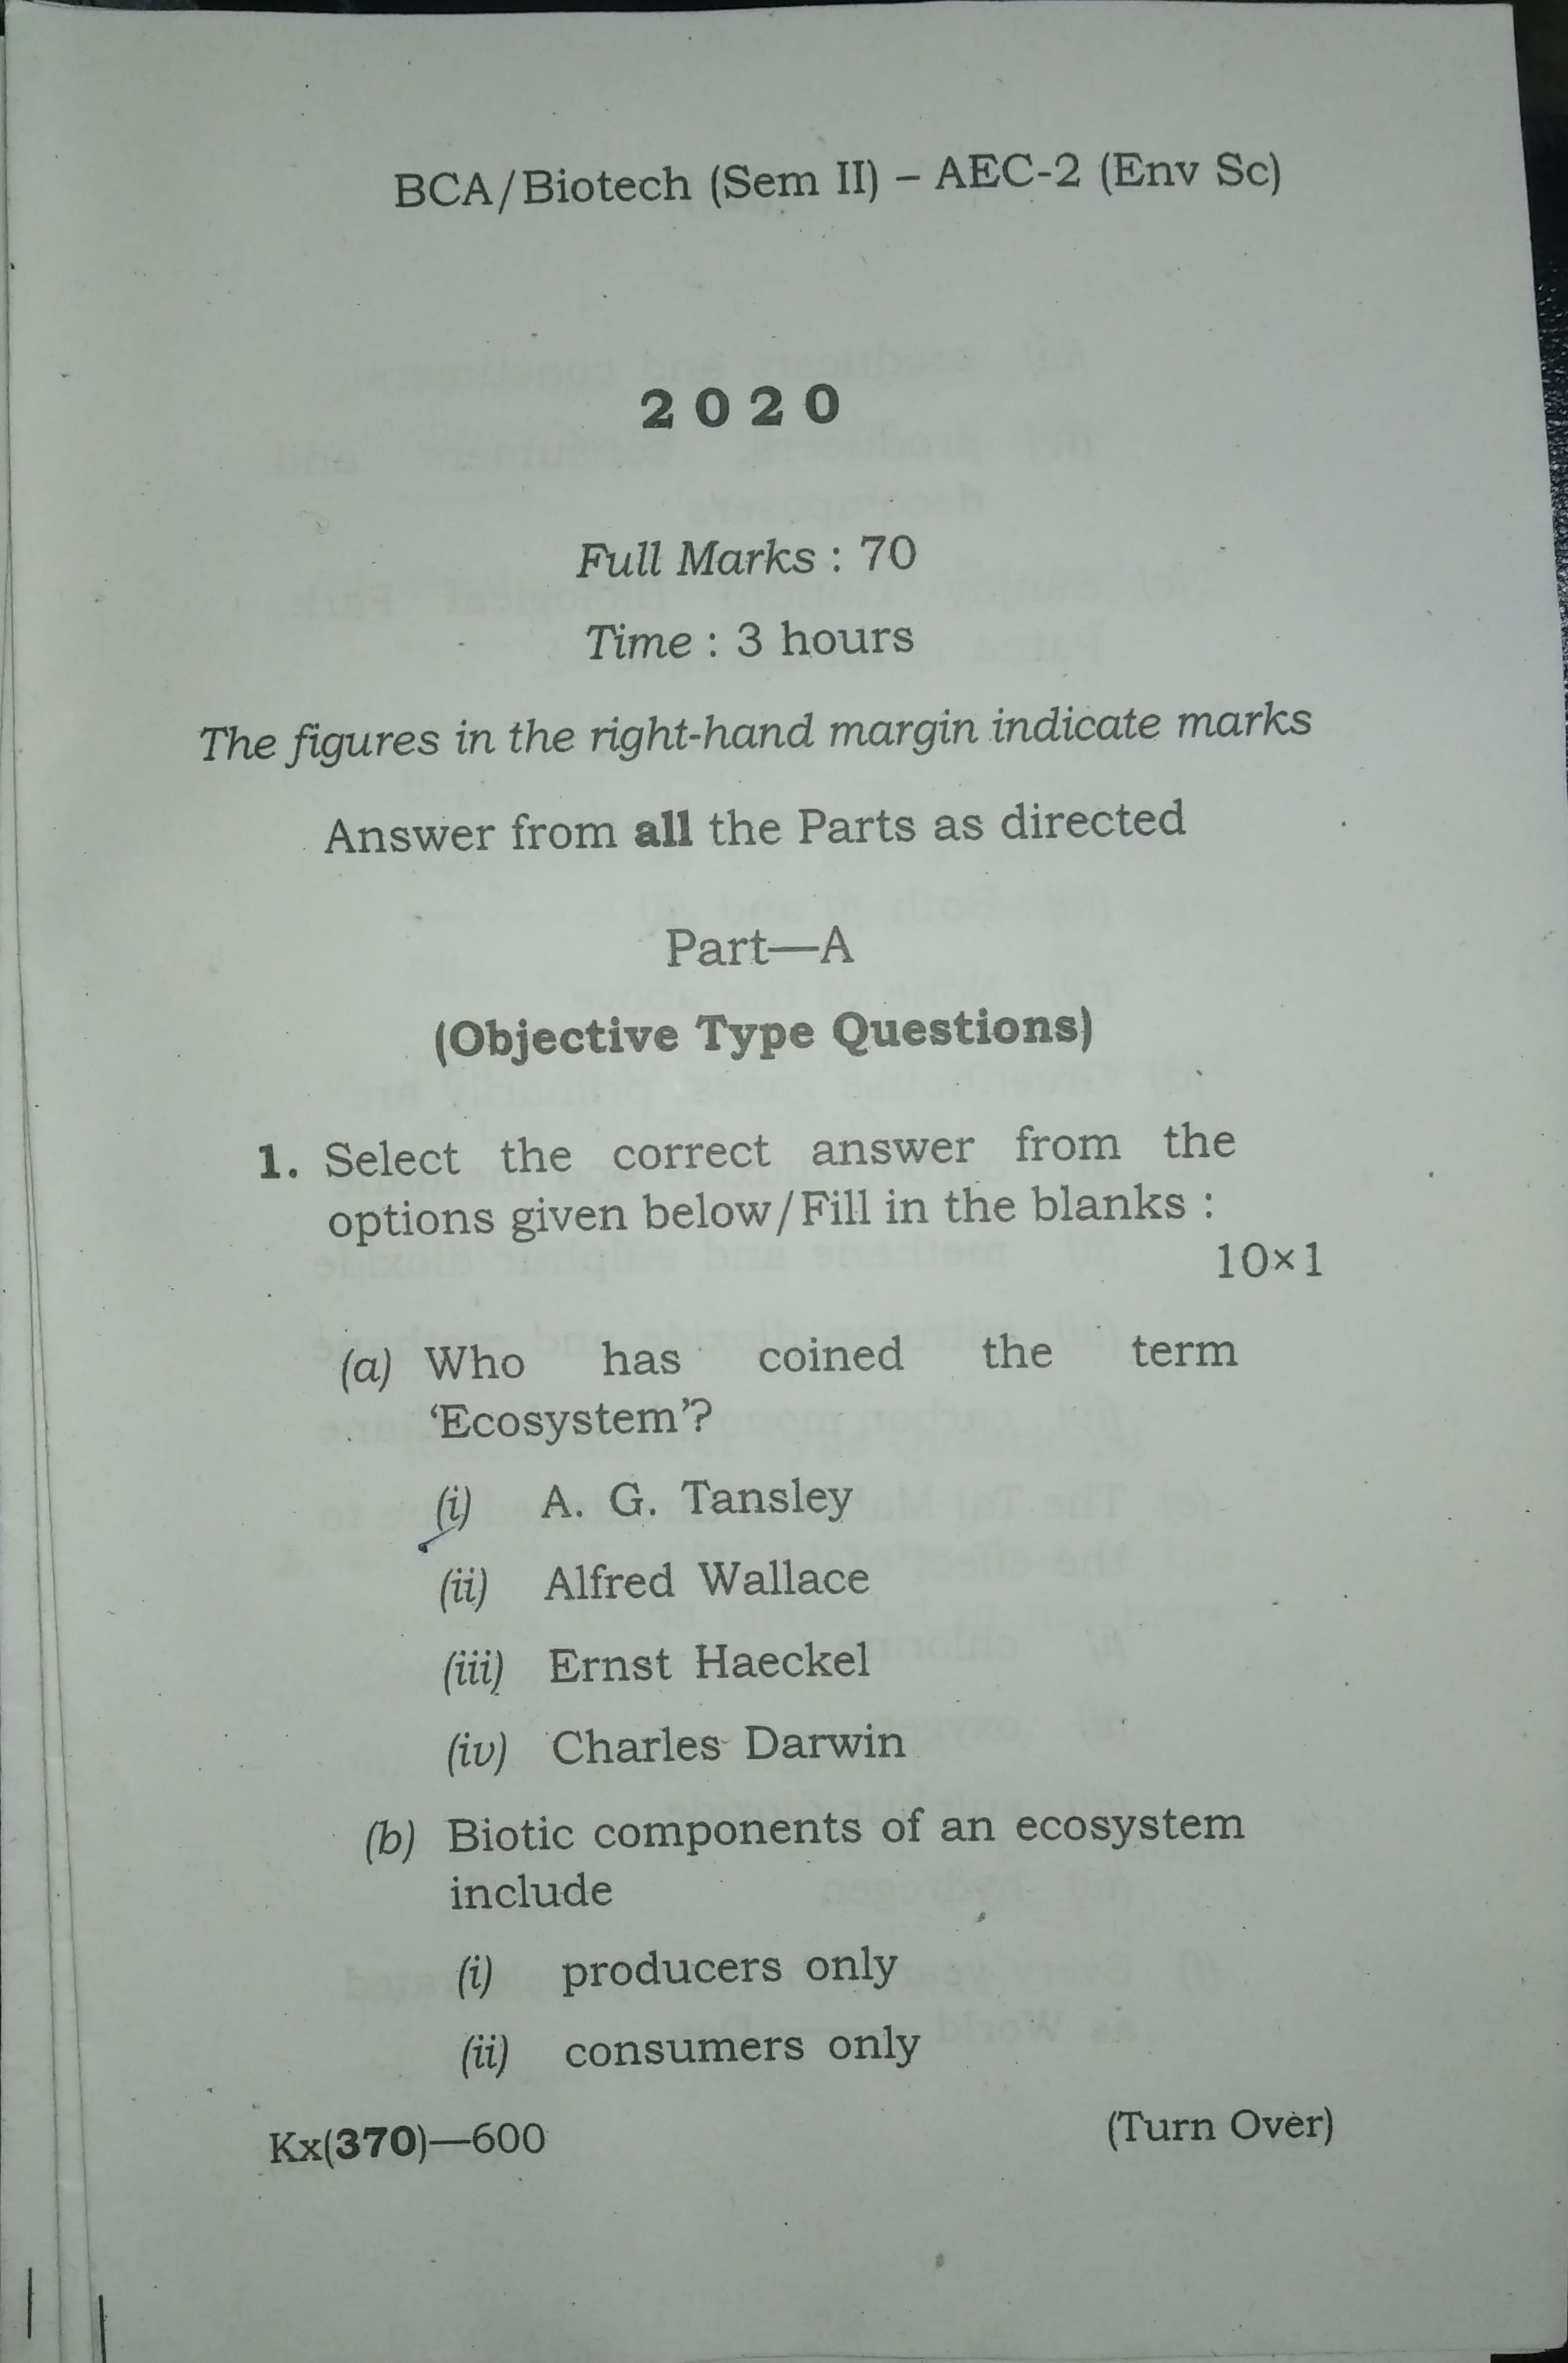 BCA/Biotech (Sem II) – AEC-2 (Env Sc)
2020
Full Marks : 70
Time : 3 hours
The figures in the right-hand margin indicate marks
Answer from all the Parts as directed
Part—A
(Objective Type Questions)
1. Select the correct answer from the
options given below/Fill in the blanks :
10×1
(a) Who has coined the term
‘Ecosystem’?
(i) A. G. Tansley
(ii) Alfred Wallace
(iii) Ernst Haeckel
(iv) Charles Darwin
(b) Biotic components of an ecosystem
include
(i) producers only
(ii) consumers only
Kx(370)—600
(Turn Over)